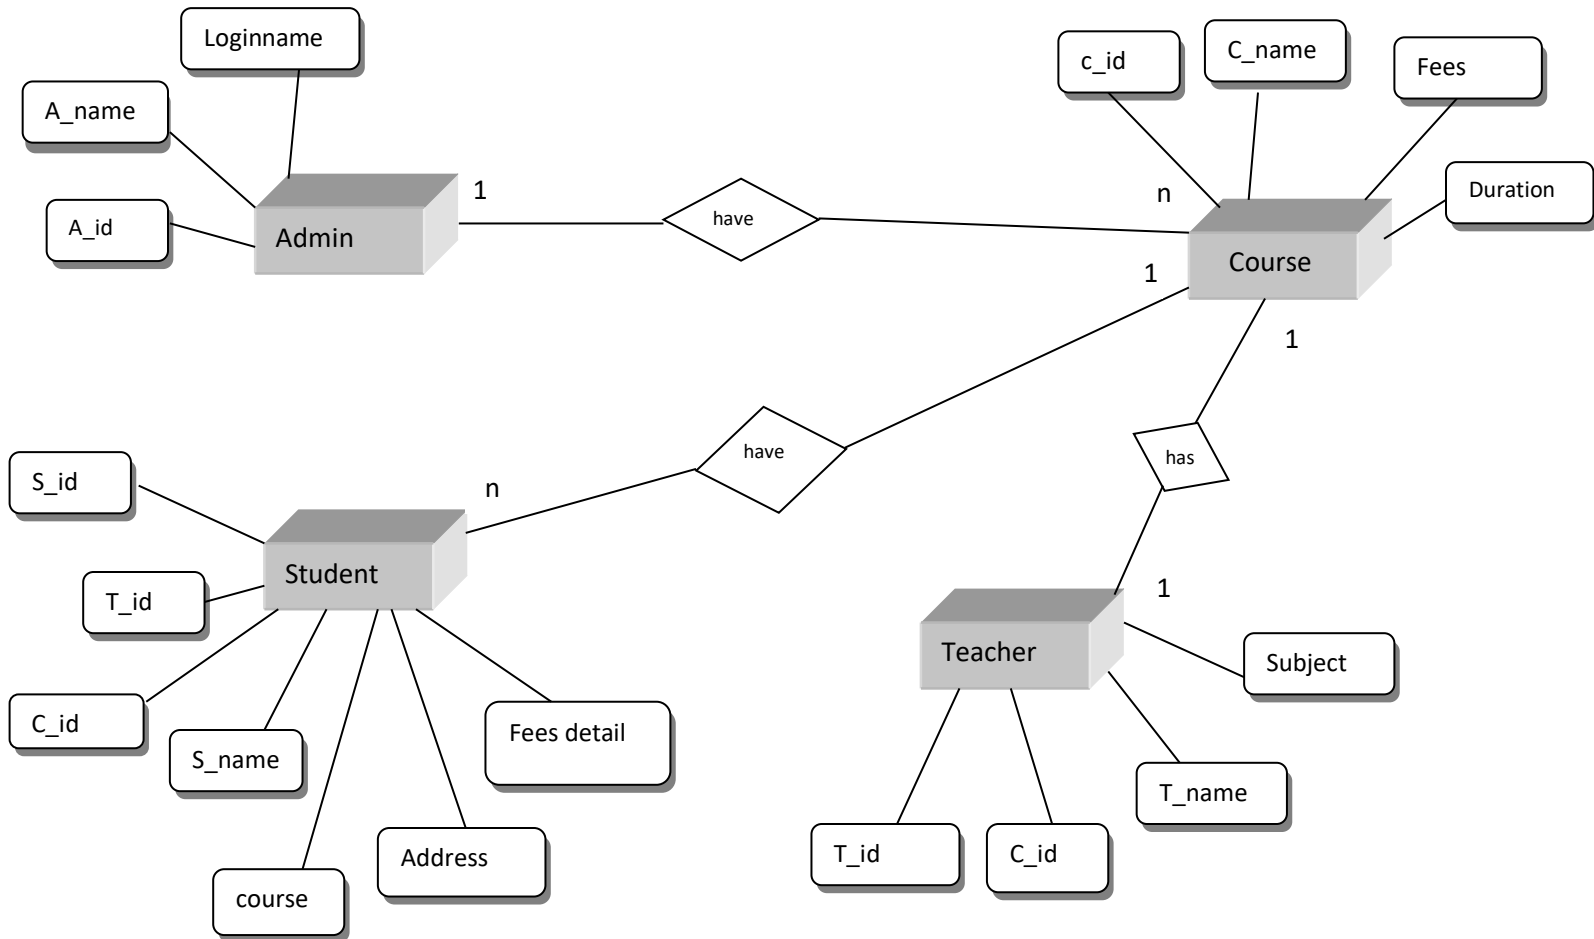 Loginname
A_name
A_id
Admin
1
have
n
c_id
C_name
Fees
Duration
Course
1
1
have
n
has
1
S_id
T_id
C_id
S_name
course
Address
Fees detail
Student
Teacher
Subject
T_name
T_id
C_id